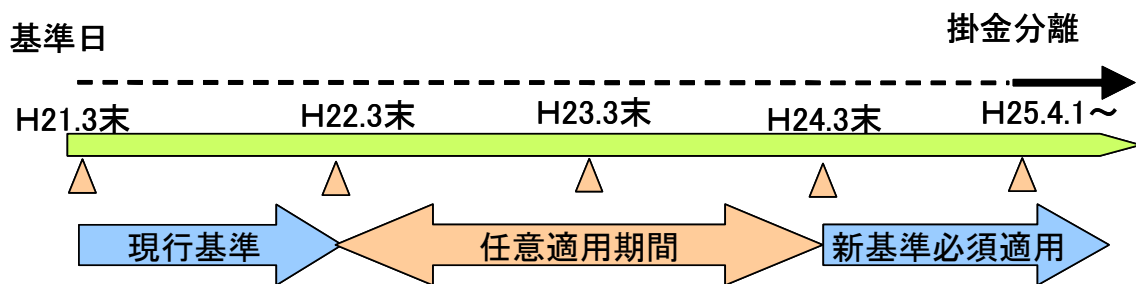 基準日
掛金分離
H21.3末
H22.3末
H23.3末
H24.3末
H25.4.1～
現行基準
任意適用期間
新基準必須適用